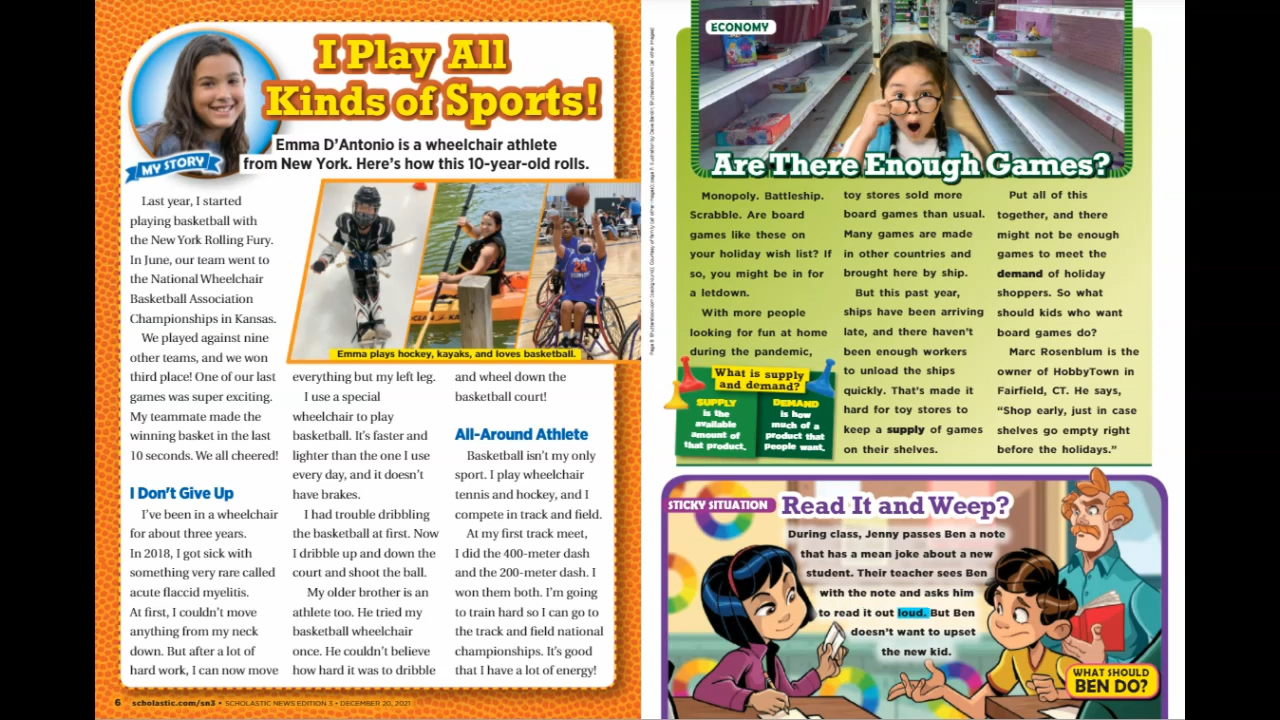 I Play All
Kinds of Sports!
MY STORY
Emma D'Antonio is a wheelchair athlete
from New York. Here's how this 10-year-old rolls.
Last year, I started
playing basketball with
the New York Rolling Fury.
In June, our team went to
the National Wheelchair
Basketball Association
Championships in Kansas.
We played against nine
other teams, and we won
third place! One of our last
games was super exciting.
My teammate made the
winning basket in the last
10 seconds. We all cheered!
I Don't Give Up
I've been in a wheelchair
for about three years.
In 2018, I got sick with
something very rare called
acute flaccid myelitis.
At first, I couldn't move
anything from my neck
down. But after a lot of
hard work, I can now move
Emma plays hockey, kayaks, and loves basketball.
everything but my left leg.
I use a special
wheelchair to play
basketball. It's faster and
lighter than the one I use
every day, and it doesn't
have brakes.
I had trouble dribbling
the basketball at first. Now
I dribble up and down the
court and shoot the ball.
My older brother is an
athlete too. He tried my
basketball wheelchair
once. He couldn't believe
how hard it was to dribble
and wheel down the
basketball court!
All-Around Athlete
Basketball isn't my only
sport. I play wheelchair
tennis and hockey, and I
compete in track and field.
At my first track meet,
I did the 400-meter dash
and the 200-meter dash. I
won them both. I'm going
to train hard so I can go to
the track and field national
championships. It's good
that I have a lot of energy!
6 scholastic.com/sn3 • SCHOLASTIC NEWS EDITION 3 • DECEMBER 20, 2021
ECONOMY
Are There Enough Games?
Monopoly. Battleship.
Scrabble. Are board
games like these on
your holiday wish list? If
so, you might be in for
a letdown.
With more people
looking for fun at home
during the pandemic,
What is supply
and demand?
SUPPLY
is the
available
amount of
that product.
DEMAND
is how
much of a
product that
people want.
toy stores sold more
board games than usual.
Many games are made
in other countries and
brought here by ship.
But this past year,
ships have been arriving
late, and there haven't
been enough workers
to unload the ships
quickly. That's made it
hard for toy stores to
keep a supply of games
on their shelves.
Put all of this
together, and there
might not be enough
games to meet the
demand of holiday
shoppers. So what
should kids who want
board games do?
Marc Rosenblum is the
owner of HobbyTown in
Fairfield, CT. He says,
"Shop early, just in case
shelves go empty right
before the holidays."
STICKY SITUATION
Read It and Weep?
During class, Jenny passes Ben a note
that has a mean joke about a new
student. Their teacher sees Ben
with the note and asks him
to read it out loud. But Ben
doesn't want to upset
the new kid.
WHAT SHOULD
BEN DO?